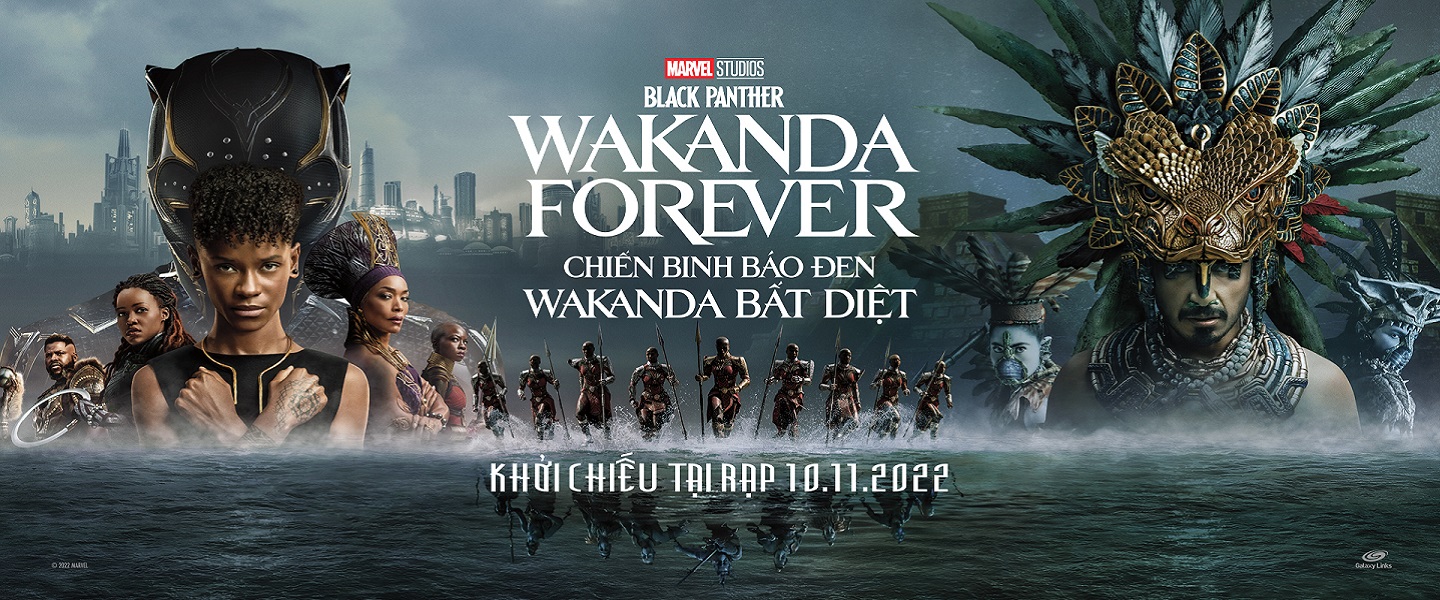 MARVEL STUDIOS
BLACK PANTHER
WAKANDA
FOREVER
CHIẾN BINH BÁO ĐEN
WAKANDA BẤT DIỆT
KHỞI CHIẾU TẠI RẠP 10.11.2022
© 2022 MARVEL
Galaxy Links